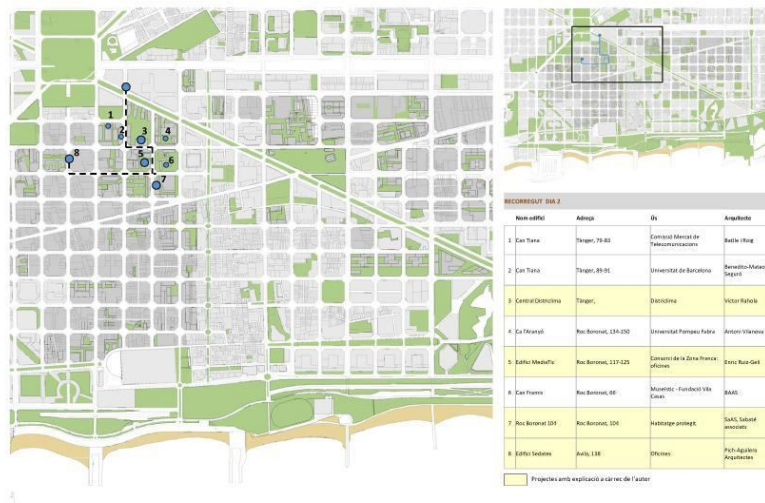 1
2
3
4
5
6
7
8
RECORREGUT DIA 2
Nom edifici Adreça Ús Arquitecte
1 Can Tiana Tànger, 79-83 Comissió Mercat de Telecomunicacions Batlle i Roig
2 Can Tiana Tànger, 89-91 Universitat de Barcelona Benedito-Mateo Segurt
3 Central Districlima Tànger, Districlima Víctor Rahola
4 Ca l'Aranyó Roc Boronat, 134-150 Universitat Pompeu Fabra Antoni Vilanova
5 Edifici MediaTic Roc Boronat, 117-125 Consorci de la Zona Franca: oficines Enric Ruiz-Geli
6 Can Framis Roc Boronat, Museístic - Fundació Vila Casas BAAS
7 Roc Boronat 104 Roc Boronat, 104 Habitatge protegit SaAS, Sabaté associats
8 Edifici Àvila, 138 Oficines Pich-Aguilera Arquitectes
Projectes amb explicació a càrrec de l'autor